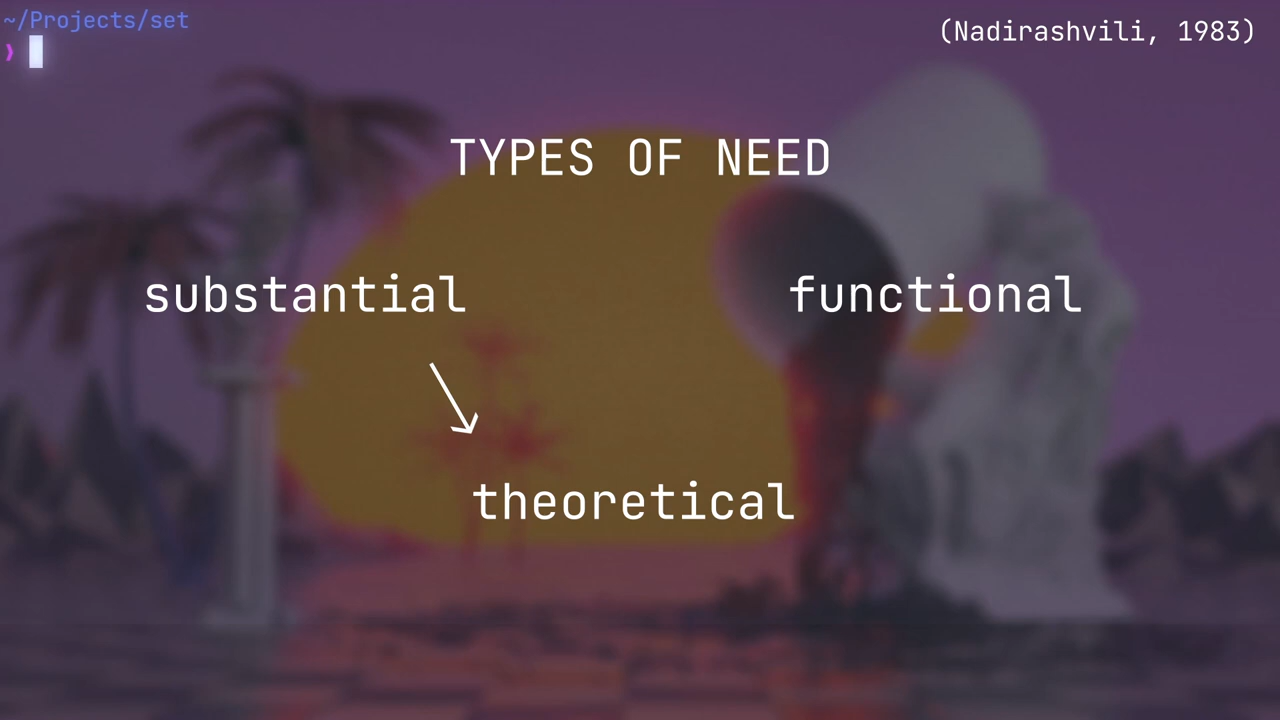 ~/Projects/set
❯
(Nadirashvili, 1983)
TYPES OF NEED
substantial
functional
theoretical